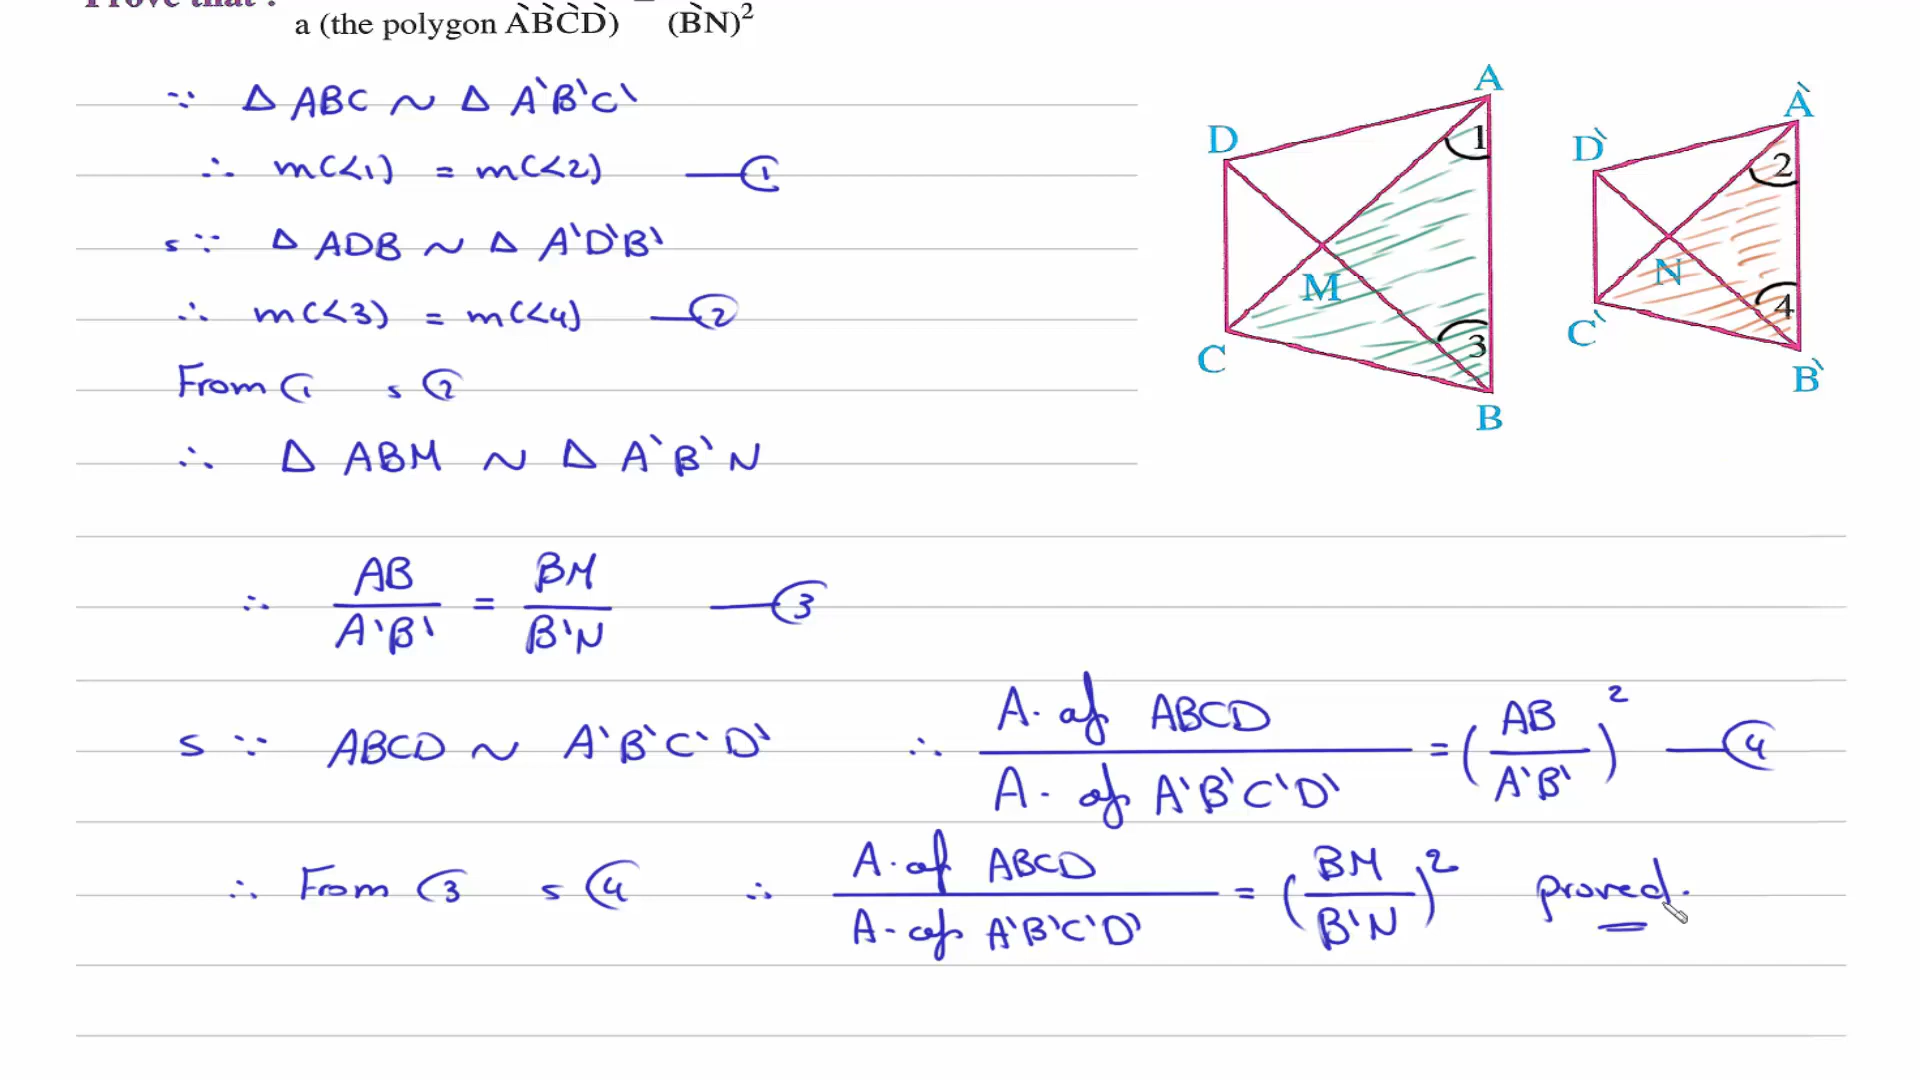 Prove that :
a (the polygon A`B`C`D`) = (B`N)²
∵ Δ ABC ~ Δ A`B`C`
∴ m(<1) = m(<2) —①
, ∵ Δ ADB ~ Δ A`D`B`
∴ m(<3) = m(<4) —②
From ① , ②
∴ Δ ABM ~ Δ A`B`N
∴ AB / A`B` = BM / B`N —③
, ∵ ABCD ~ A`B`C`D` ∴ A. of ABCD / A. of A`B`C`D` = (AB / A`B`)² —④
∴ From ③ , ④ ∴ A. of ABCD / A. of A`B`C`D` = (BM / B`N)² proved.
A
D
1
M
C
3
B
A`
D`
2
N
C`
4
B`